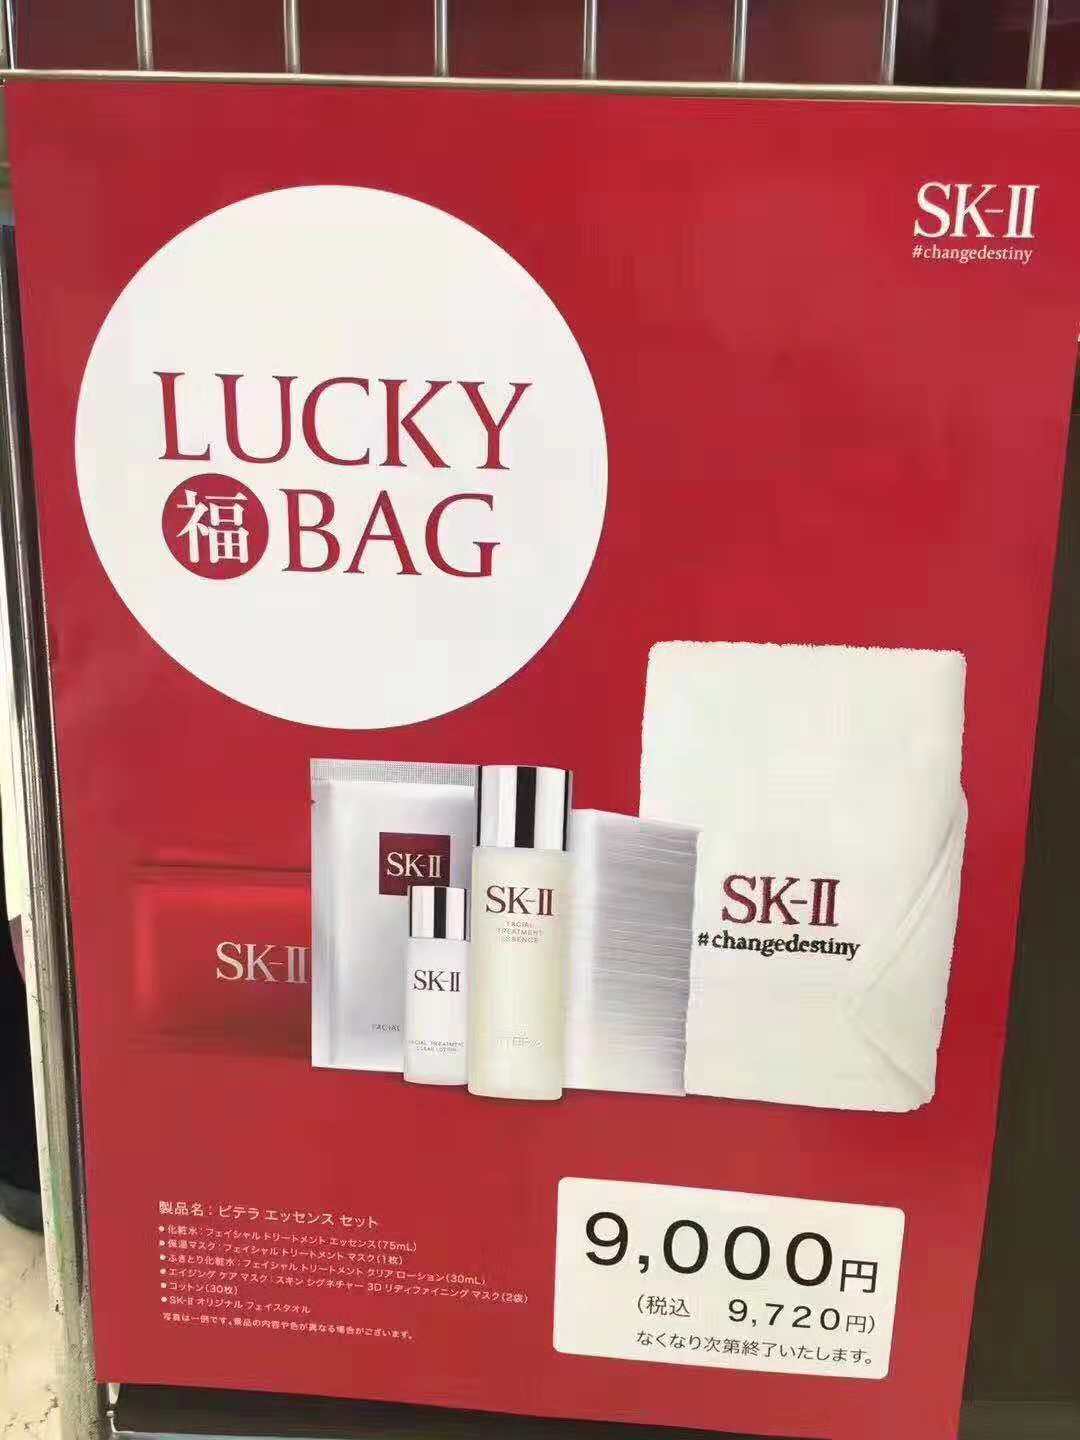 SK-II
#changedestiny
LUCKY
福 BAG
SK-II
SK-II
FACIAL
SK-II
FACIAL TREATMENT
CLEAR LOTION
SK-II
FACIAL
TREATMENT
ESSENCE
SK-II
#changedestiny
製品名：ピテラ エッセンス セット
●化粧水：フェイシャル トリートメント エッセンス(75mL)
●保湿マスク：フェイシャル トリートメント マスク(1枚)
●ふきとり化粧水：フェイシャル トリートメント クリア ローション(30mL)
●エイジング ケア マスク：スキン シグネチャー 3D リディファイニング マスク(2袋)
●コットン(30枚)
●SK-II オリジナル フェイスタオル
写真は一例です。景品の内容や色が異なる場合がございます。
9,000円
(税込 9,720円)
なくなり次第終了いたします。